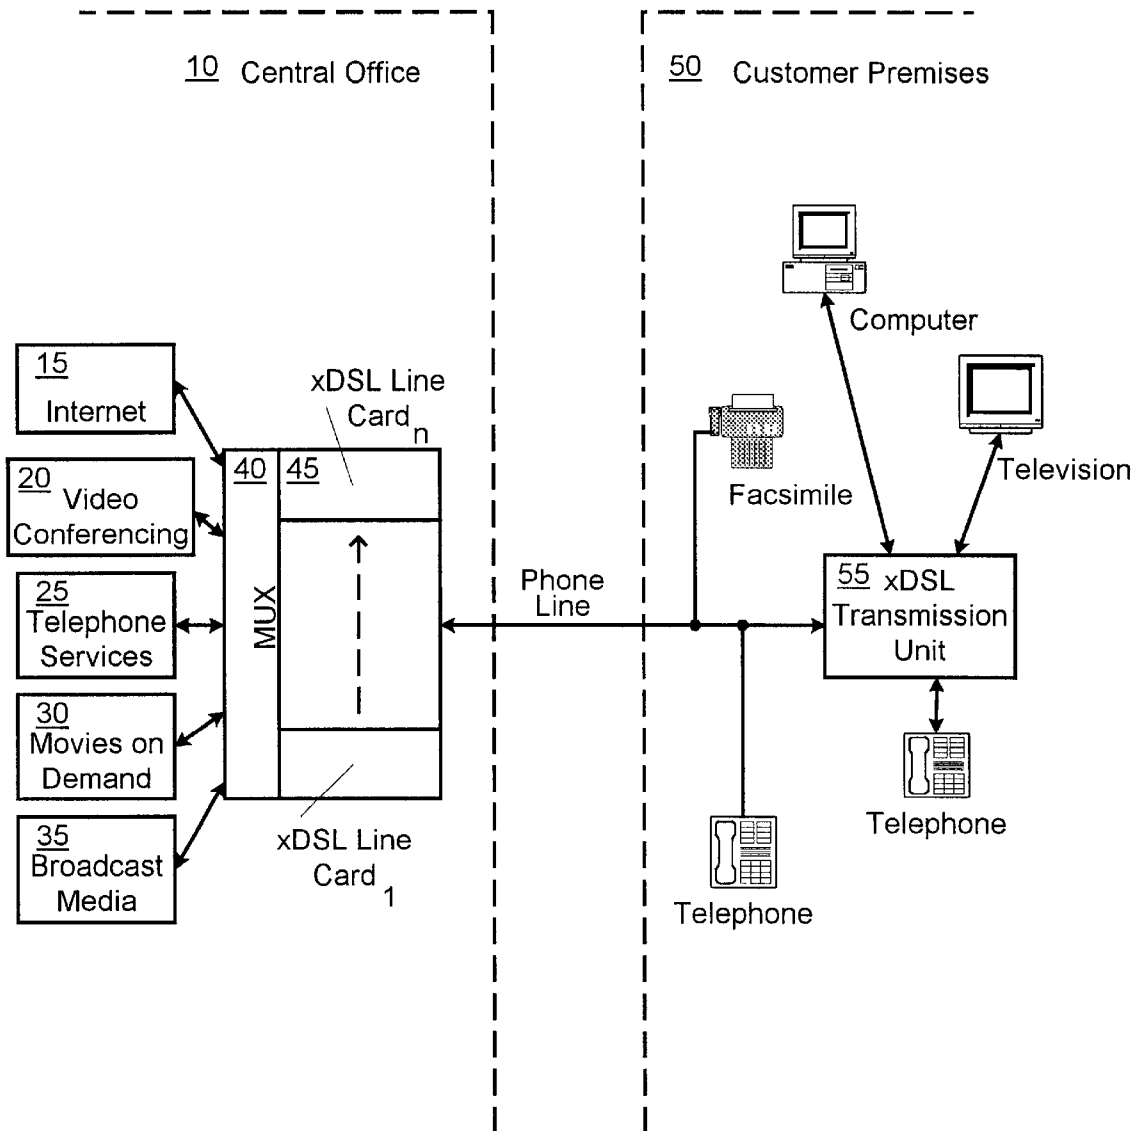 10 Central Office
50 Customer Premises
Computer
15
Internet
xDSL Line
Card n
Television
Facsimile
20 Video
Conferencing
40
45
MUX
25
Telephone
Services
Phone
Line
55 xDSL
Transmission
Unit
30
Movies on
Demand
35
Broadcast
Media
xDSL Line
Card 1
Telephone
Telephone